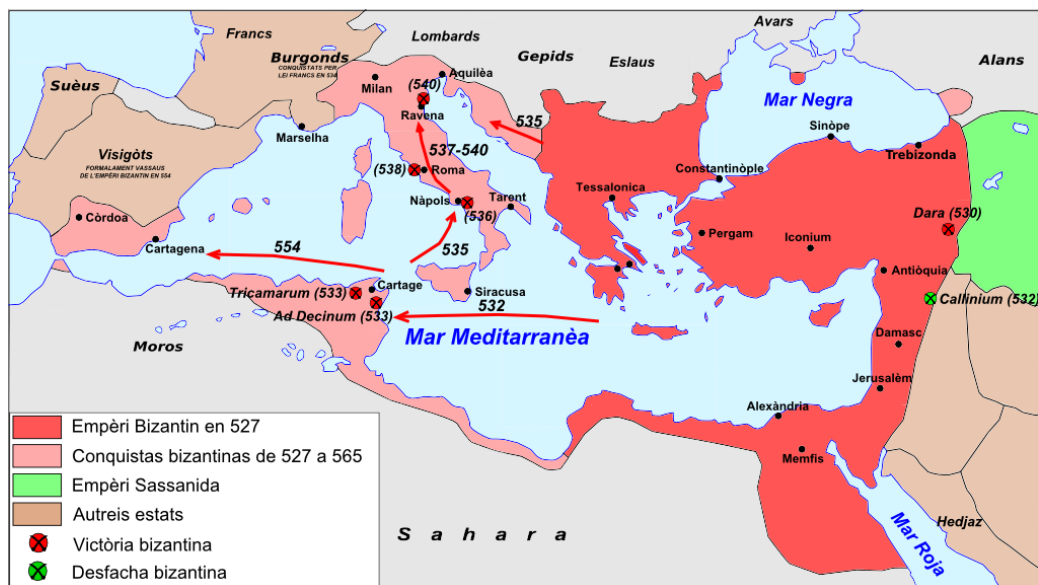 Avars
Francs
Lombards
Gepids
Eslaus
Alans
Burgonds
CONQUISTATS PER
LEI FRANCS EN 534
Suèus
Milan
Aquilèa
(540)
Ravena
Mar Negra
535
Sinòpe
Marselha
Trebizonda
Visigòts
FORMALAMENT VASSAUS
DE L'EMPÈRI BIZANTIN EN 554
537-540
(538)
Roma
Constantinòple
Tessalonica
Nàpols
Tarent
(536)
Còrdoa
Dara (530)
Pergam
Iconium
Cartagena
554
535
Antiòquia
Tricamarum (533)
Cartage
Siracusa
532
Callinium (532)
Ad Decinum (533)
Mar Meditarranèa
Moros
Damasc
Jerusalèm
Alexàndria
Memfis
Empèri Bizantin en 527
Conquistas bizantinas de 527 a 565
Empèri Sassanida
Autreis estats
Victòria bizantina
Desfacha bizantina
Sahara
Mar Roja
Hedjaz